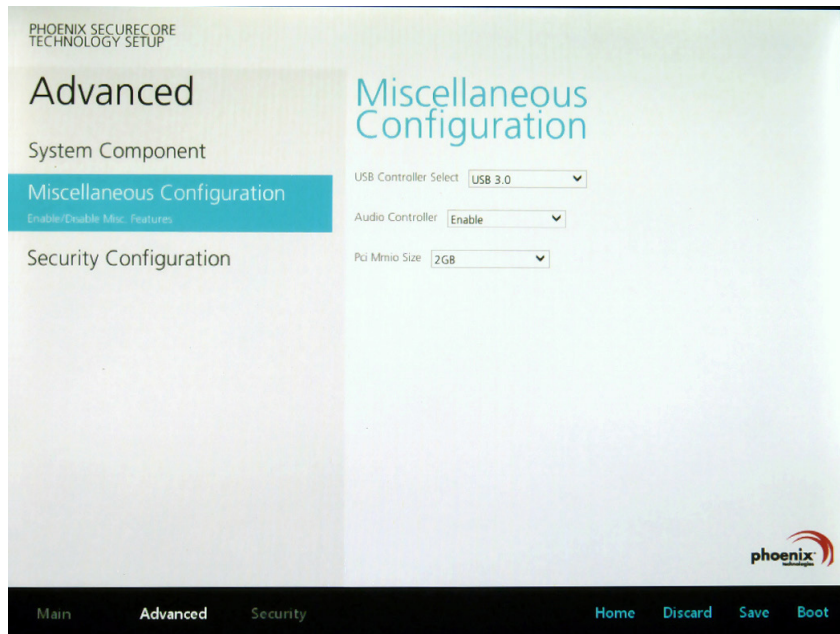 PHOENIX SECURECORE
TECHNOLOGY SETUP
Advanced
System Component
Miscellaneous Configuration
Enable/Disable Misc. Features
Security Configuration
Miscellaneous
Configuration
USB Controller Select USB 3.0
Audio Controller Enable
Pci Mmio Size 2GB
phoenix
technologies
Main Advanced Security Home Discard Save Boot